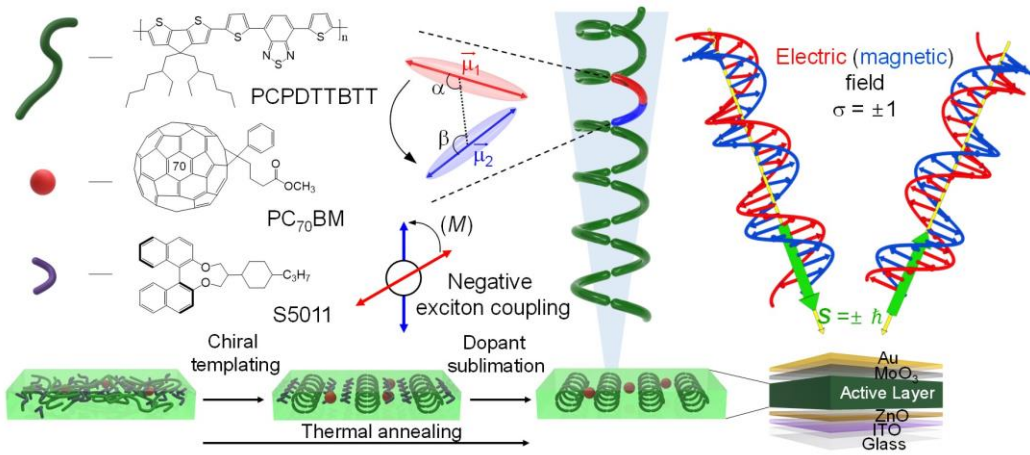 S
S
S
S
n
N
N
S
PCPDTTBTT
70
O
OCH₃
PC₇₀BM
O
O
C₃H₇
S5011
μ₁
α
β
μ₂
(M)
Negative
exciton coupling
Electric (magnetic)
field
σ = ±1
S = ± ħ
Chiral
templating
Dopant
sublimation
Thermal annealing
Au
MoO₃
Active Layer
ZnO
ITO
Glass